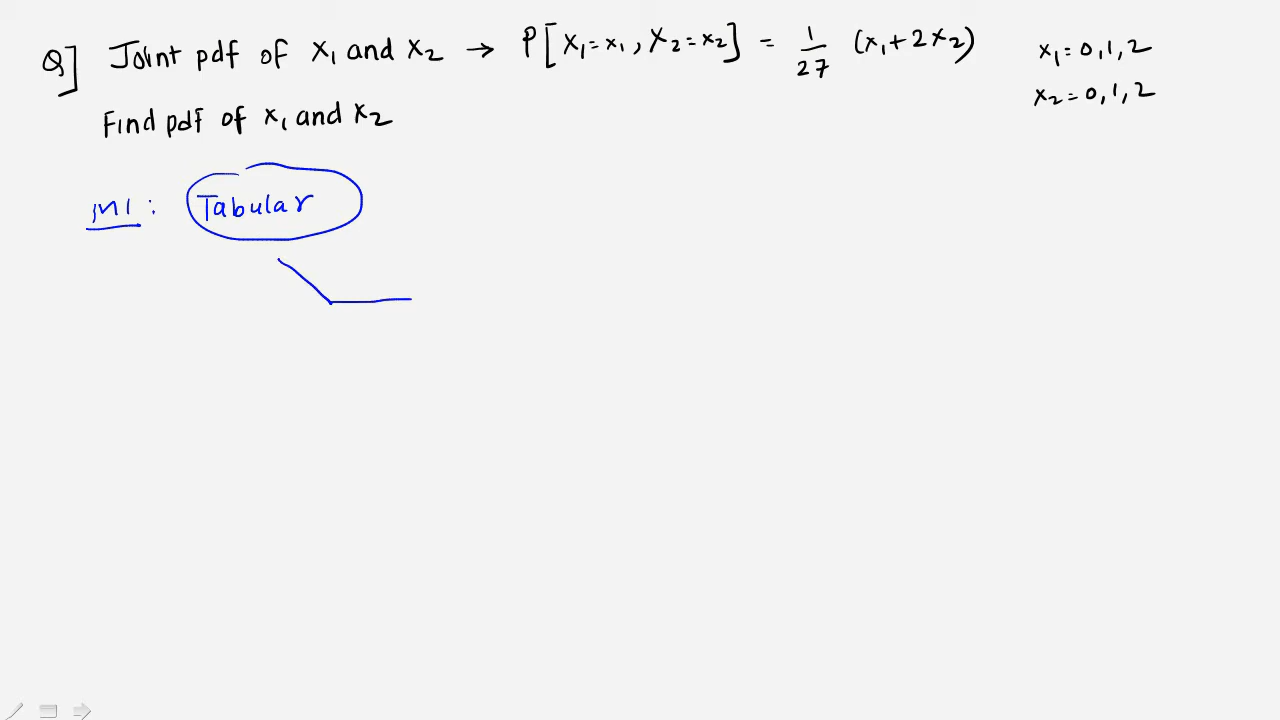 Q] Joint pdf of X₁ and X₂ → P[X₁=x₁, X₂=x₂] = 1/27 (x₁+2x₂) x₁=0,1,2
x₂=0,1,2
Find pdf of X₁ and X₂
M1: Tabular